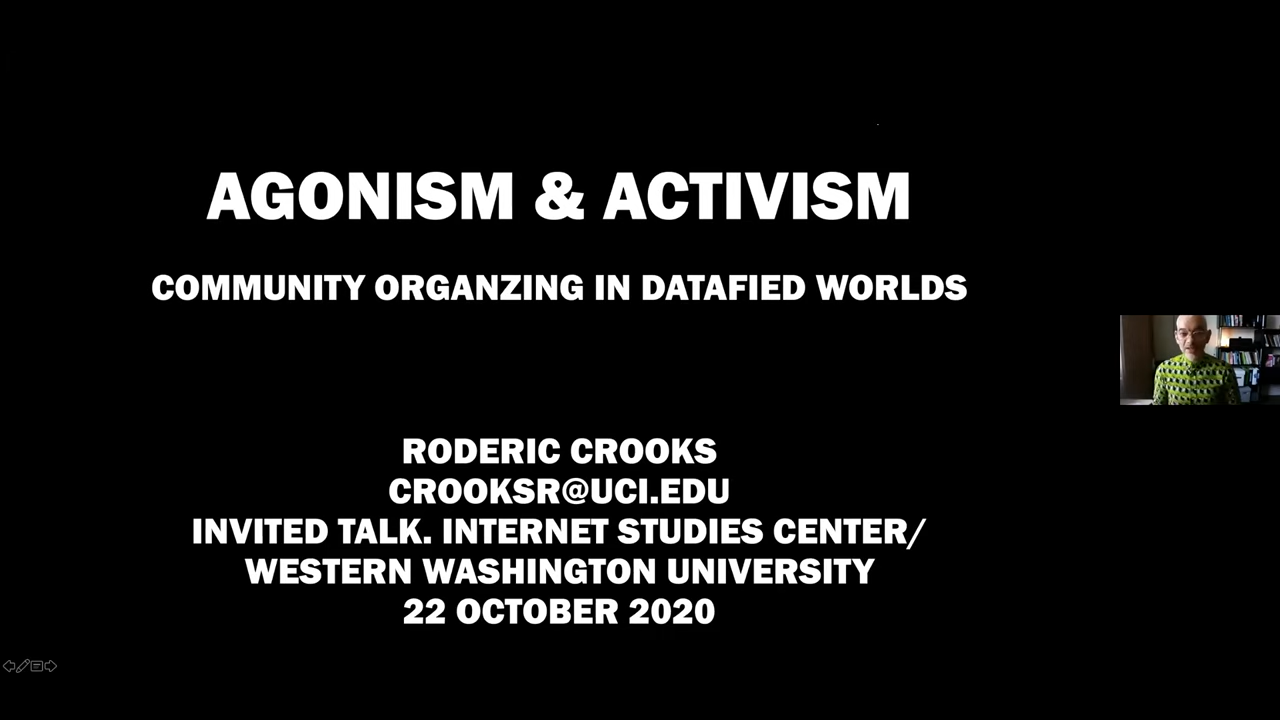 AGONISM & ACTIVISM
COMMUNITY ORGANZING IN DATAFIED WORLDS
RODERIC CROOKS
CROOKSR@UCI.EDU
INVITED TALK. INTERNET STUDIES CENTER/
WESTERN WASHINGTON UNIVERSITY
22 OCTOBER 2020